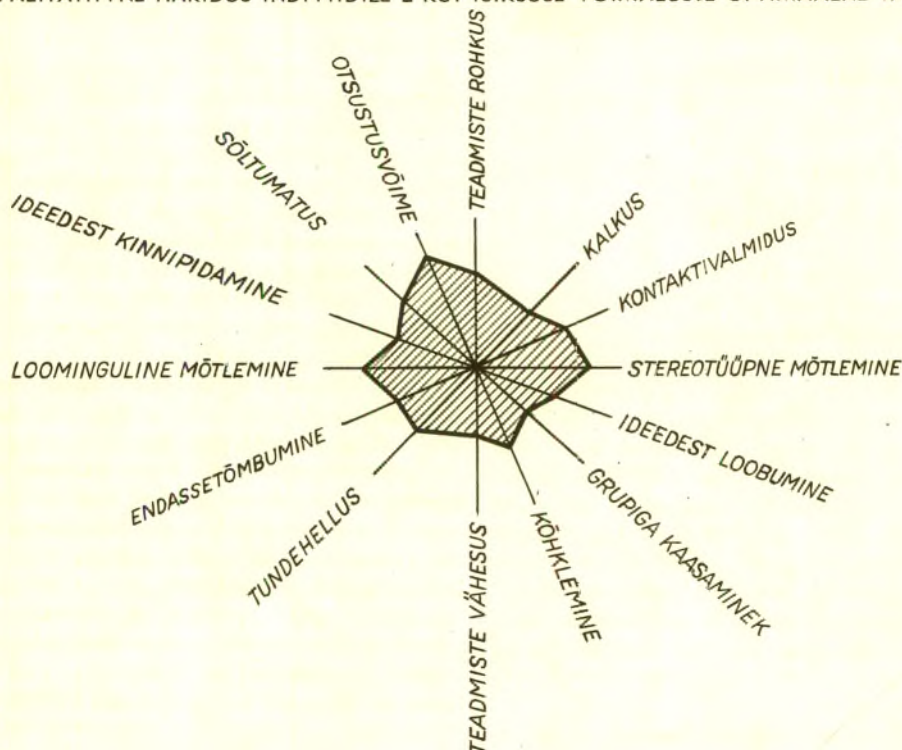 TEADMISTE ROHKUS
OTSUSTUSVÕIME
SÕLTUMATUS
KALKUS
IDEEDEST KINNIPIDAMINE
KONTAKTIVALMIDUS
LOOMINGULINE MÕTLEMINE
STEREOTÜÜPNE MÕTLEMINE
ENDASSETÕMBUMINE
IDEEDEST LOOBUMINE
TUNDEHELLUS
GRUPIGA KAASAMINEK
KÕHKLEMINE
TEADMISTE VÄHESUS